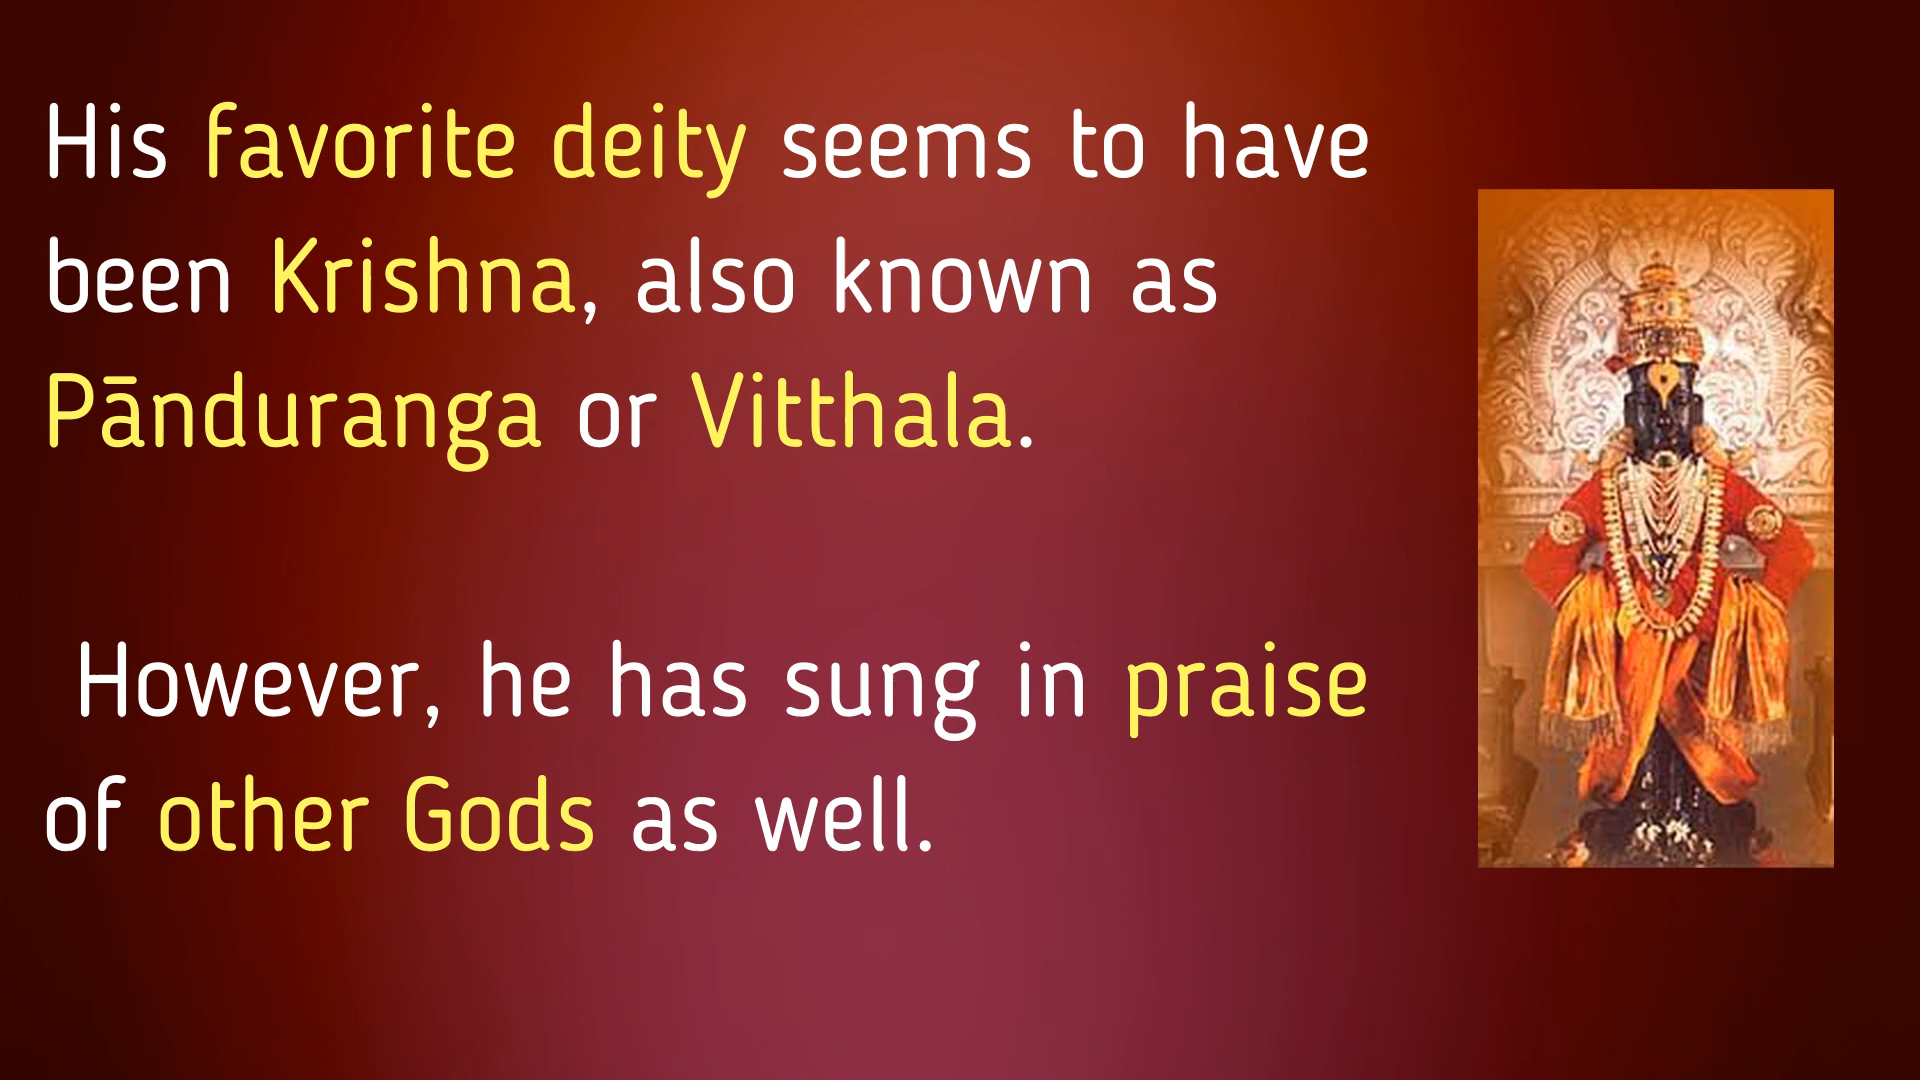 His favorite deity seems to have
been Krishna, also known as
Pānduranga or Vitthala.
However, he has sung in praise
of other Gods as well.